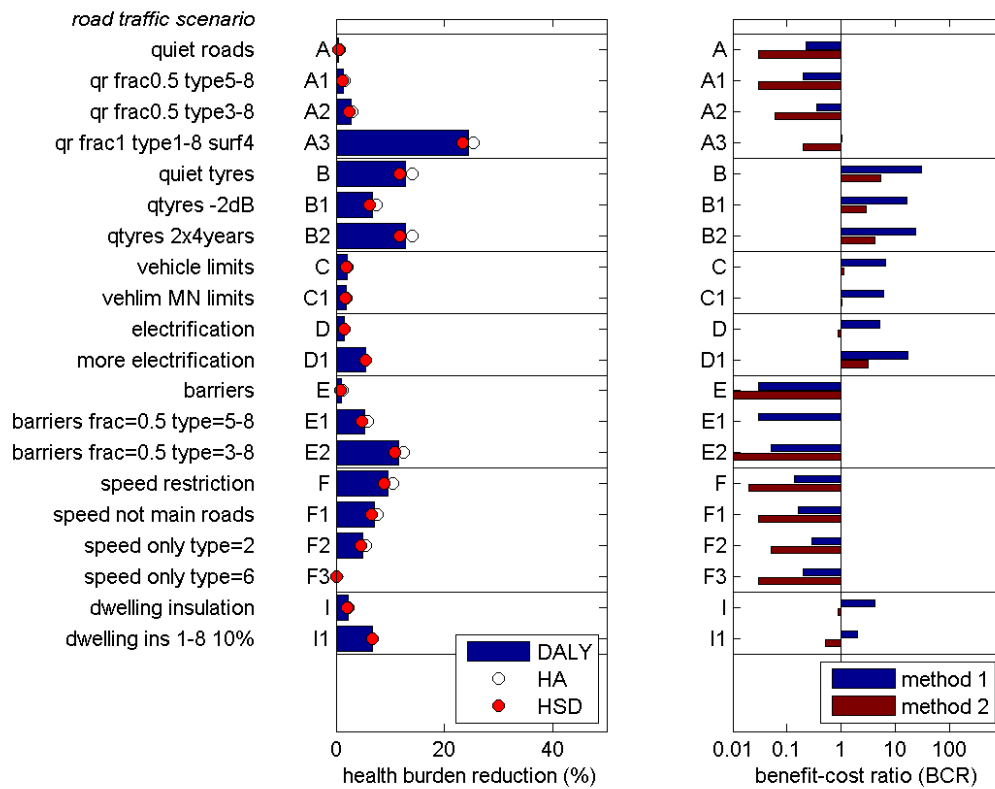 road traffic scenario
quiet roads A A
qr frac0.5 type5-8 A1 A1
qr frac0.5 type3-8 A2 A2
qr frac1 type1-8 surf4 A3 A3
quiet tyres B B
qtyres -2dB B1 B1
qtyres 2x4years B2 B2
vehicle limits C C
vehlim MN limits C1 C1
electrification D D
more electrification D1 D1
barriers E E
barriers frac=0.5 type=5-8 E1 E1
barriers frac=0.5 type=3-8 E2 E2
speed restriction F F
speed not main roads F1 F1
speed only type=2 F2 F2
speed only type=6 F3 F3
dwelling insulation I I
dwelling ins 1-8 10% I1 I1
DALY
HA
HSD
method 1
method 2
0 20 40
0.01 0.1 1 10 100
health burden reduction (%)
benefit-cost ratio (BCR)